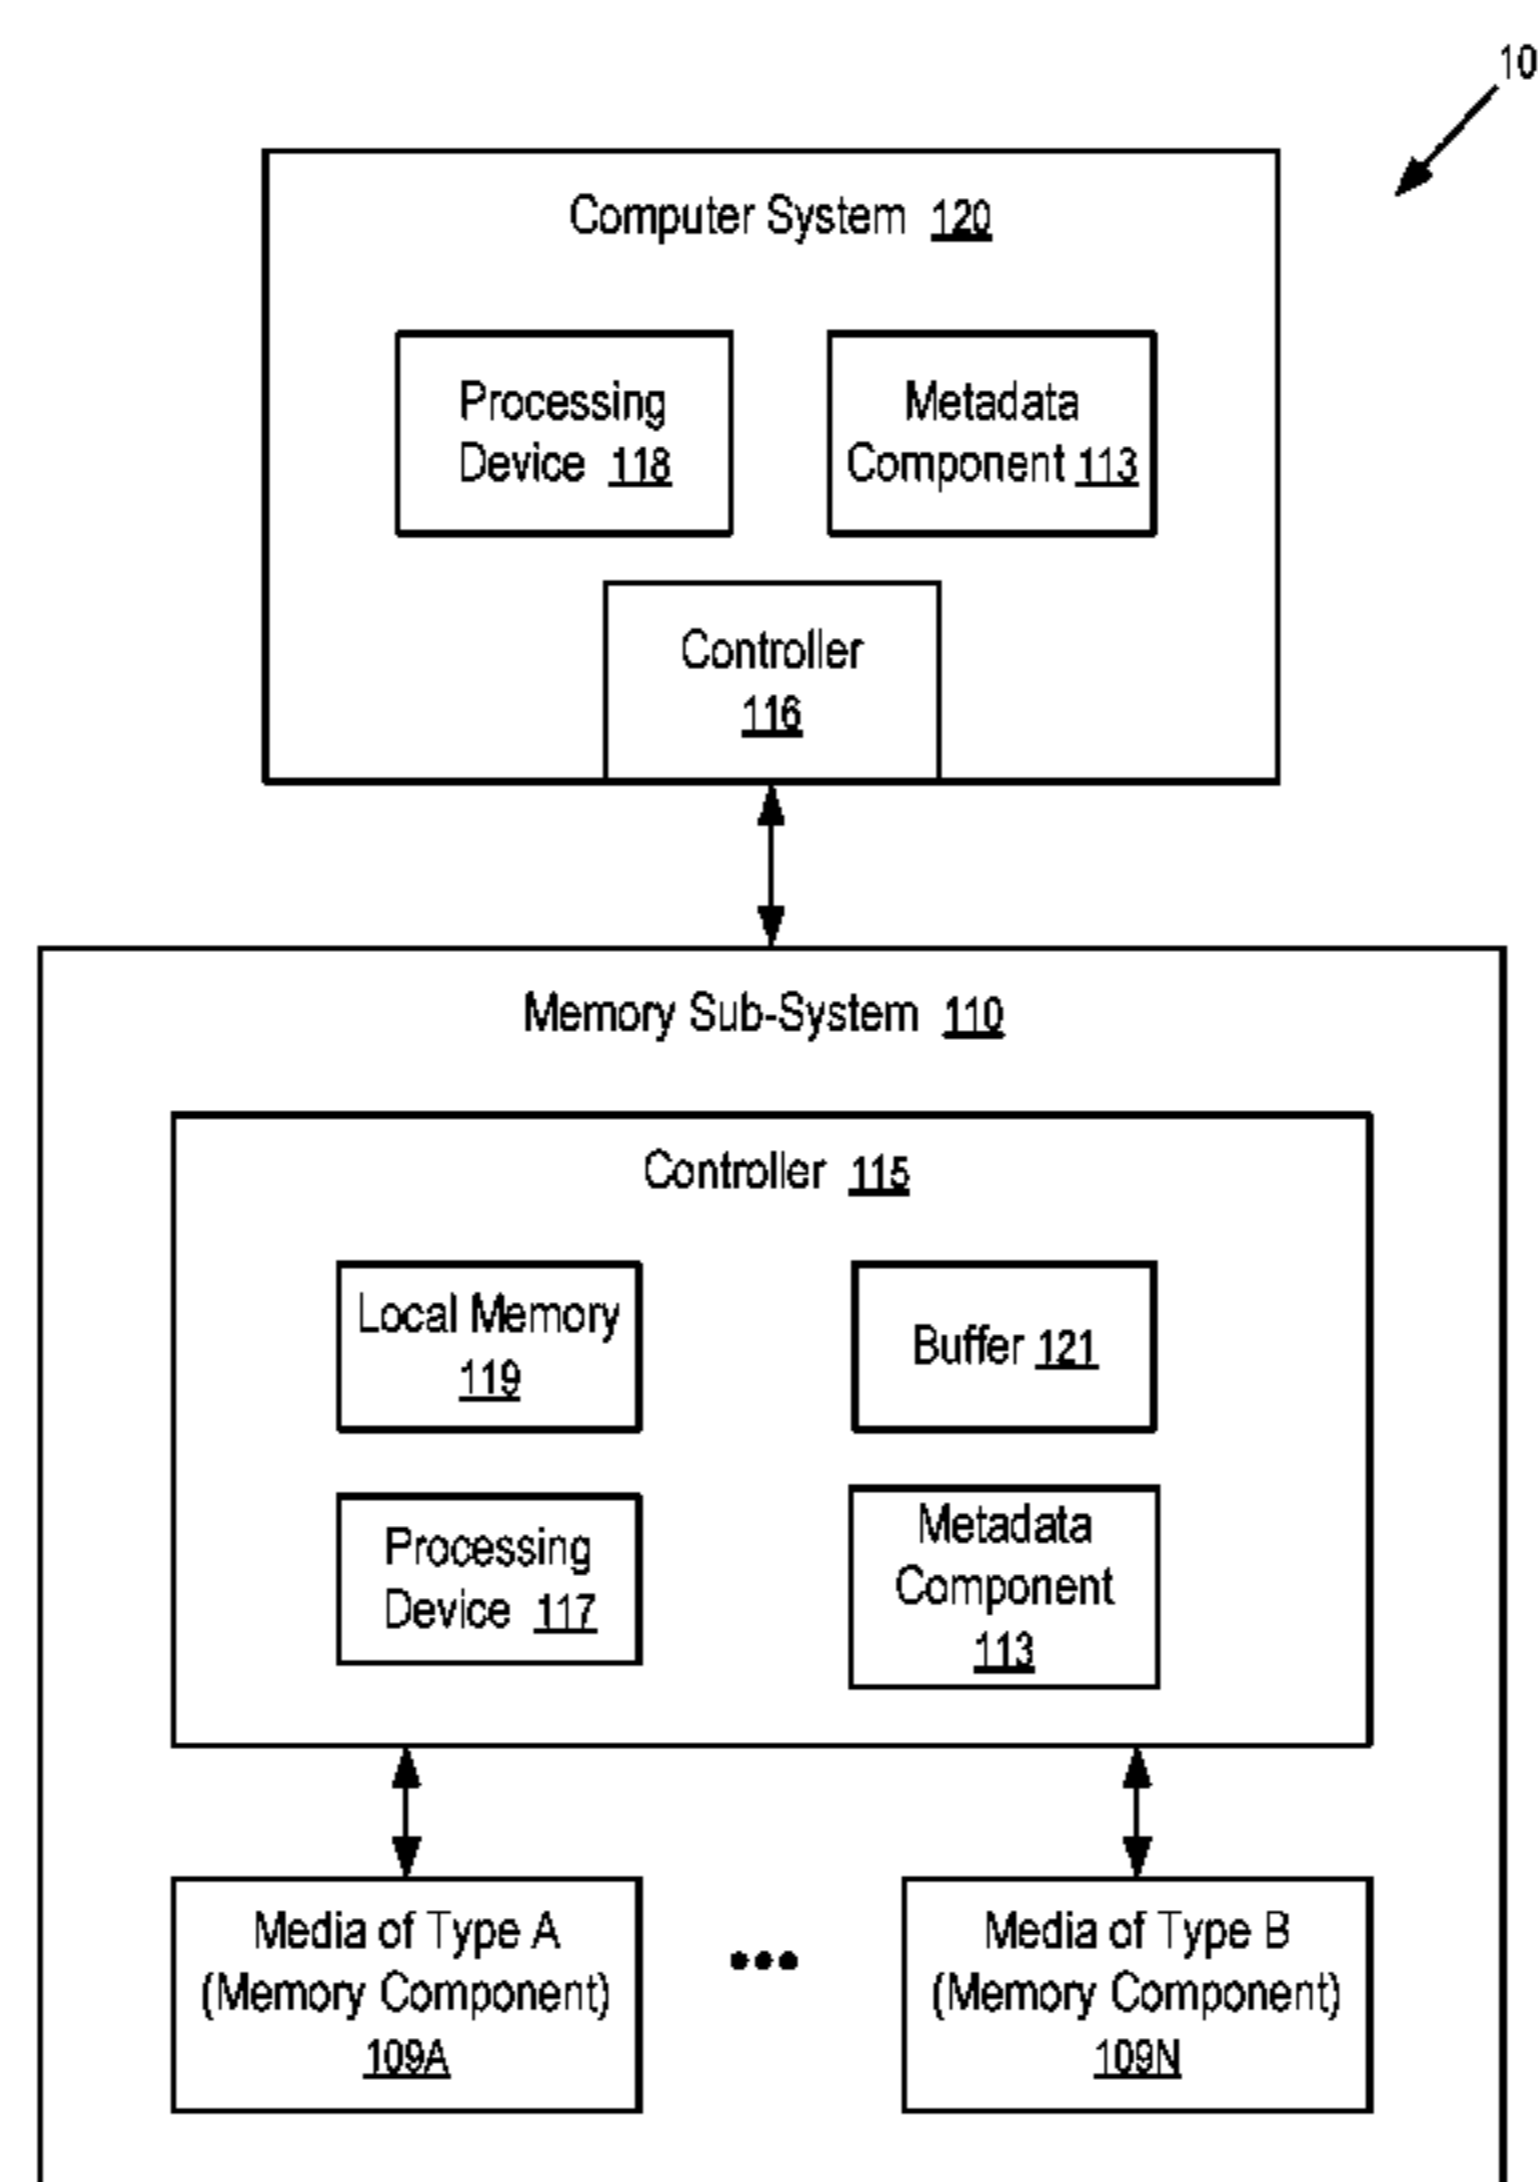 10
Computer System 120
Processing
Device 118
Metadata
Component 113
Controller
116
Memory Sub-System 110
Controller 115
Local Memory
119
Buffer 121
Processing
Device 117
Metadata
Component
113
Media of Type A
(Memory Component)
109A
•••
Media of Type B
(Memory Component)
109N